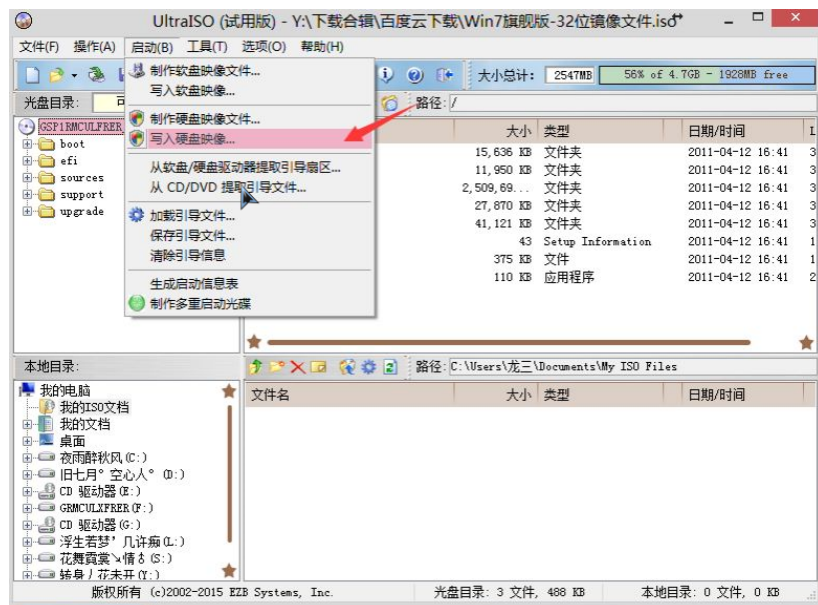 UltraISO (试用版) - Y:\下载合辑\百度云下载\Win7旗舰版-32位镜像文件.iso*
文件(F) 操作(A) 启动(B) 工具(T) 选项(O) 帮助(H)
大小总计: 2547MB 56% of 4.7GB - 1928MB free
光盘目录: 路径: /
GSP1RMCULFRER
boot
efi
sources
support
upgrade
制作软盘映像文件...
写入软盘映像...
制作硬盘映像文件...
写入硬盘映像...
从软盘/硬盘驱动器提取引导扇区...
从 CD/DVD 提取引导文件...
加载引导文件...
保存引导文件...
清除引导信息
生成启动信息表
制作多重启动光碟
大小 类型 日期/时间
15,636 KB 文件夹 2011-04-12 16:41 3
11,950 KB 文件夹 2011-04-12 16:41 3
2,509,69... 文件夹 2011-04-12 16:41 3
27,870 KB 文件夹 2011-04-12 16:41 3
41,121 KB 文件夹 2011-04-12 16:41 3
43 Setup Information 2011-04-12 16:41 1
375 KB 文件 2011-04-12 16:41 1
110 KB 应用程序 2011-04-12 16:41 2
本地目录: 路径: C:\Users\龙三\Documents\My ISO Files
文件名 大小 类型 日期/时间
我的电脑
我的ISO文档
我的文档
桌面
夜雨醉秋风(C:)
旧七月°空心人°(D:)
CD 驱动器(E:)
GRMCULXFRER(F:)
CD 驱动器(G:)
浮生若梦’几许痴(L:)
(S:)
转身丿花未开(Y:)
版权所有 (c)2002-2015 EZB Systems, Inc. 光盘目录: 3 文件, 488 KB 本地目录: 0 文件, 0 KB